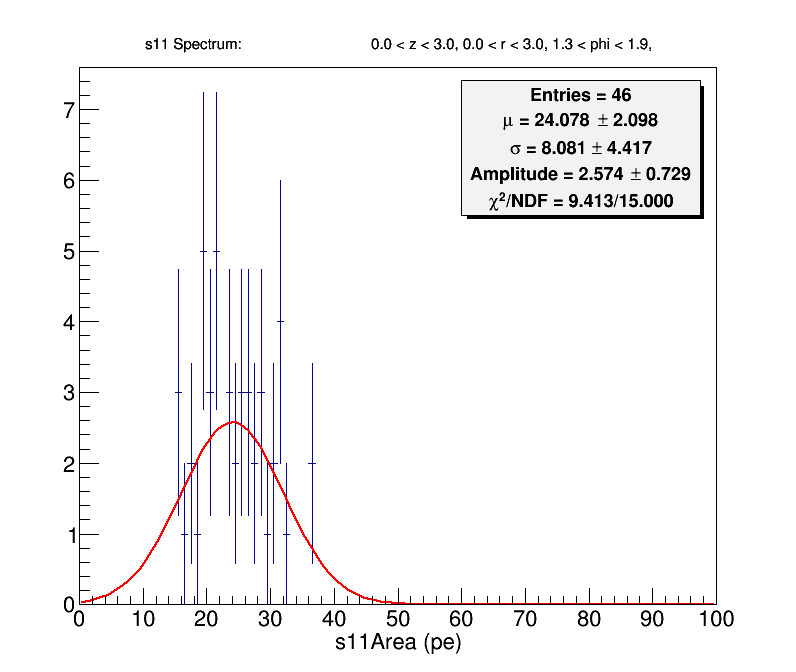 s11 Spectrum: 0.0 < z < 3.0, 0.0 < r < 3.0, 1.3 < phi < 1.9,
Entries = 46
μ = 24.078 ± 2.098
σ = 8.081 ± 4.417
Amplitude = 2.574 ± 0.729
χ²/NDF = 9.413/15.000
7
6
5
4
3
2
1
0
0 10 20 30 40 50 60 70 80 90 100
s11Area (pe)